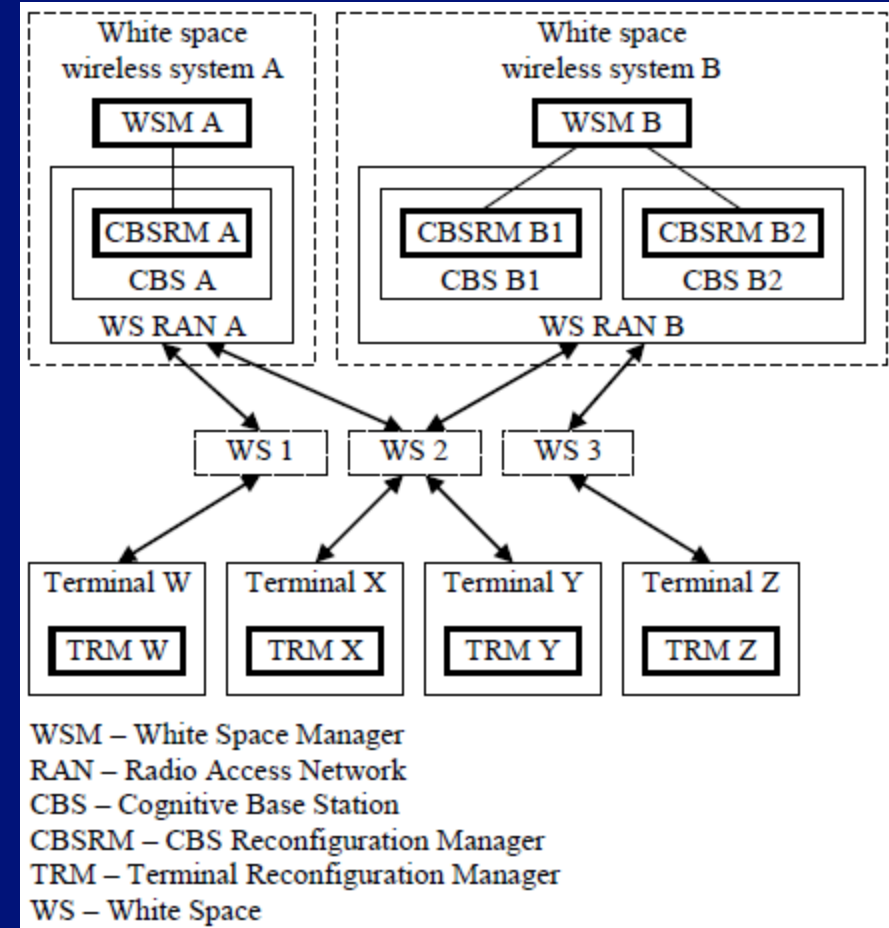 White space
wireless system A
White space
wireless system B
WSM A
WSM B
CBSRM A
CBSRM B1
CBSRM B2
CBS A
CBS B1
CBS B2
WS RAN A
WS RAN B
WS 1
WS 2
WS 3
Terminal W
Terminal X
Terminal Y
Terminal Z
TRM W
TRM X
TRM Y
TRM Z
WSM – White Space Manager
RAN – Radio Access Network
CBS – Cognitive Base Station
CBSRM – CBS Reconfiguration Manager
TRM – Terminal Reconfiguration Manager
WS – White Space